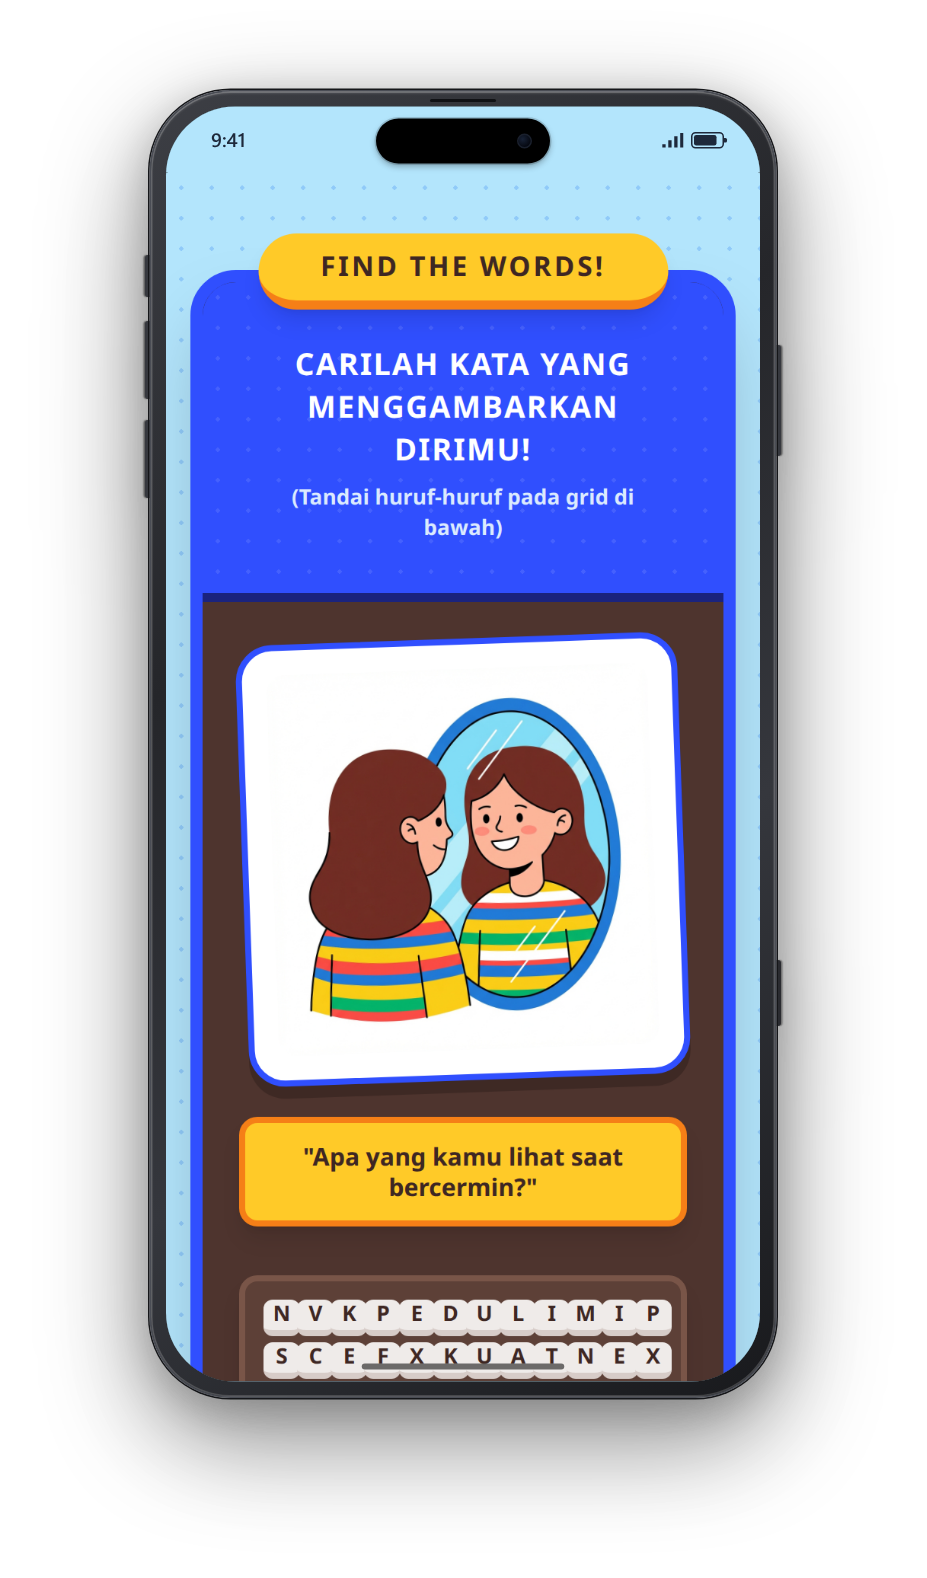 9:41
FIND THE WORDS!
CARILAH KATA YANG
MENGGAMBARKAN
DIRIMU!
(Tandai huruf-huruf pada grid di
bawah)
"Apa yang kamu lihat saat
bercermin?"
N V K P E D U L I M I P
S C E F X K U A T N E X